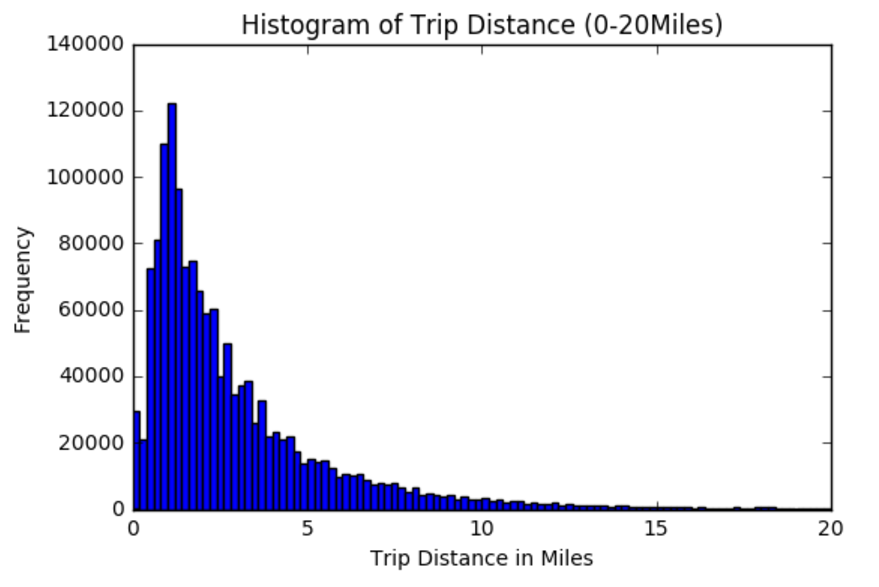 Histogram of Trip Distance (0-20Miles)
140000
120000
100000
80000
60000
40000
20000
0
Frequency
0 5 10 15 20
Trip Distance in Miles